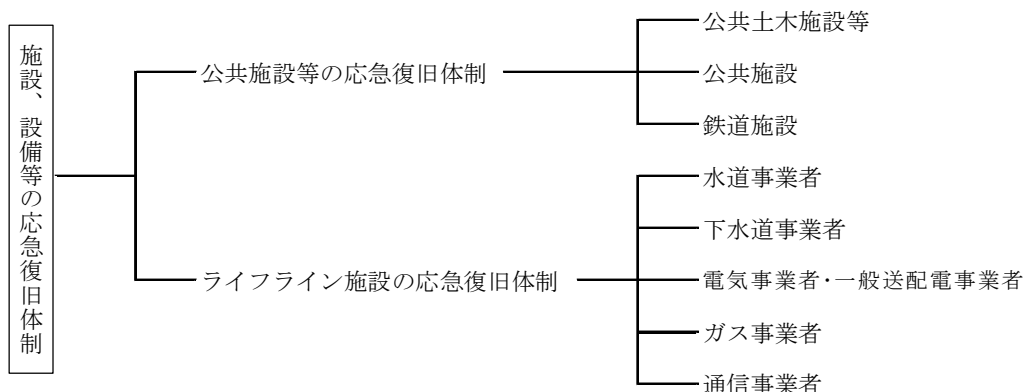 施設、設備等の応急復旧体制
公共施設等の応急復旧体制
公共土木施設等
公共施設
鉄道施設
ライフライン施設の応急復旧体制
水道事業者
下水道事業者
電気事業者・一般送配電事業者
ガス事業者
通信事業者